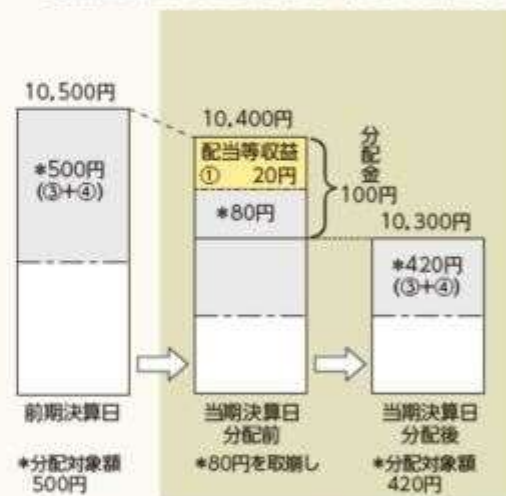 10,500円
*500円
(③+④)
前期決算日
*分配対象額
500円
10,400円
配当等収益
① 20円
*80円
分配金
100円
当期決算日
分配前
*80円を取崩し
10,300円
*420円
(③+④)
当期決算日
分配後
*分配対象額
420円